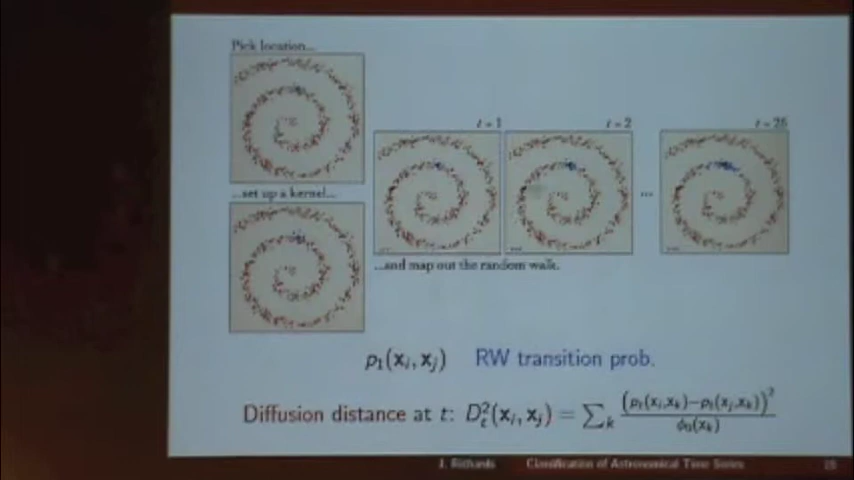 Pick location...
...set up a kernel...
t = 1
t = 2
t = 25
...
...and map out the random walk.
p₁(xᵢ, xⱼ) RW transition prob.
Diffusion distance at t: D²ₜ(xᵢ, xⱼ) = ∑ₖ (pₜ(xᵢ,xₖ)−pₜ(xⱼ,xₖ))² / ϕ₀(xₖ)
J. Richards Classification of Astronomical Time Series